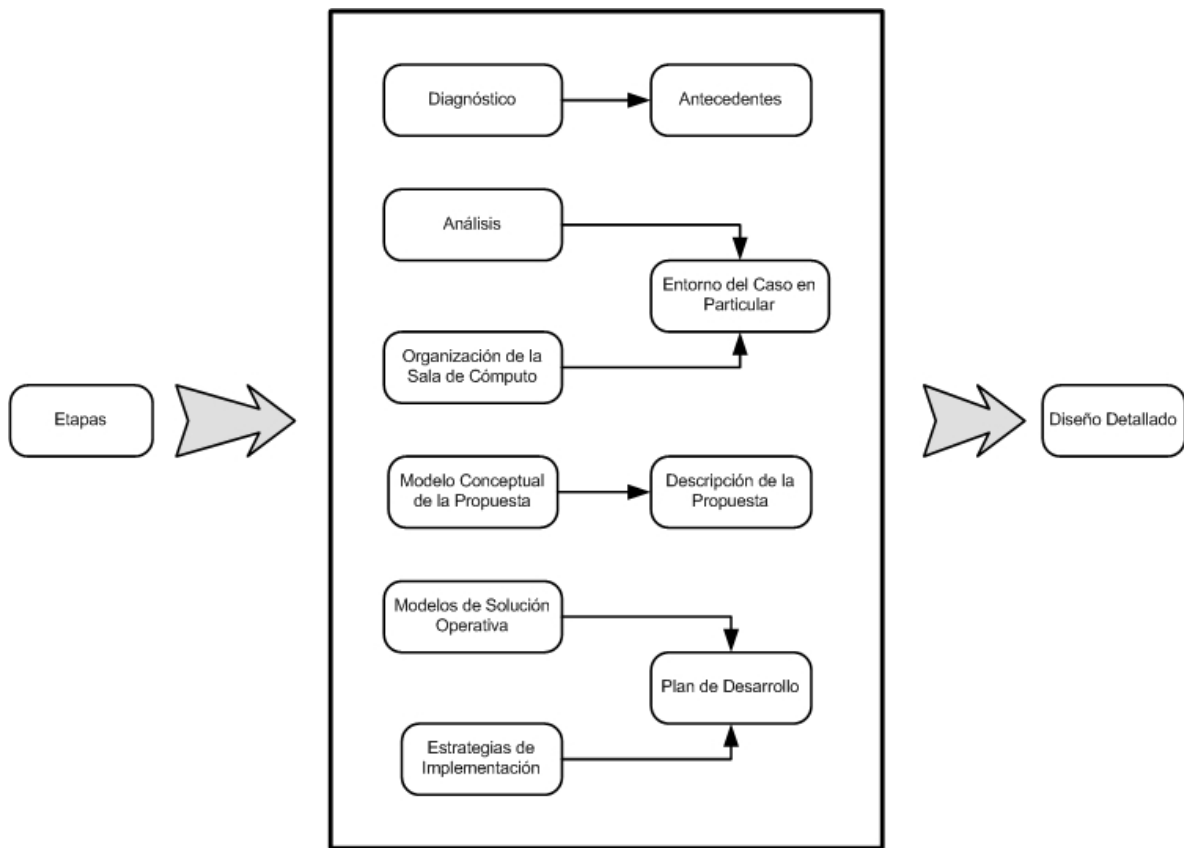 Diagnóstico
Antecedentes
Análisis
Entorno del Caso en
Particular
Organización de la
Sala de Cómputo
Etapas
Diseño Detallado
Modelo Conceptual
de la Propuesta
Descripción de la
Propuesta
Modelos de Solución
Operativa
Plan de Desarrollo
Estrategias de
Implementación